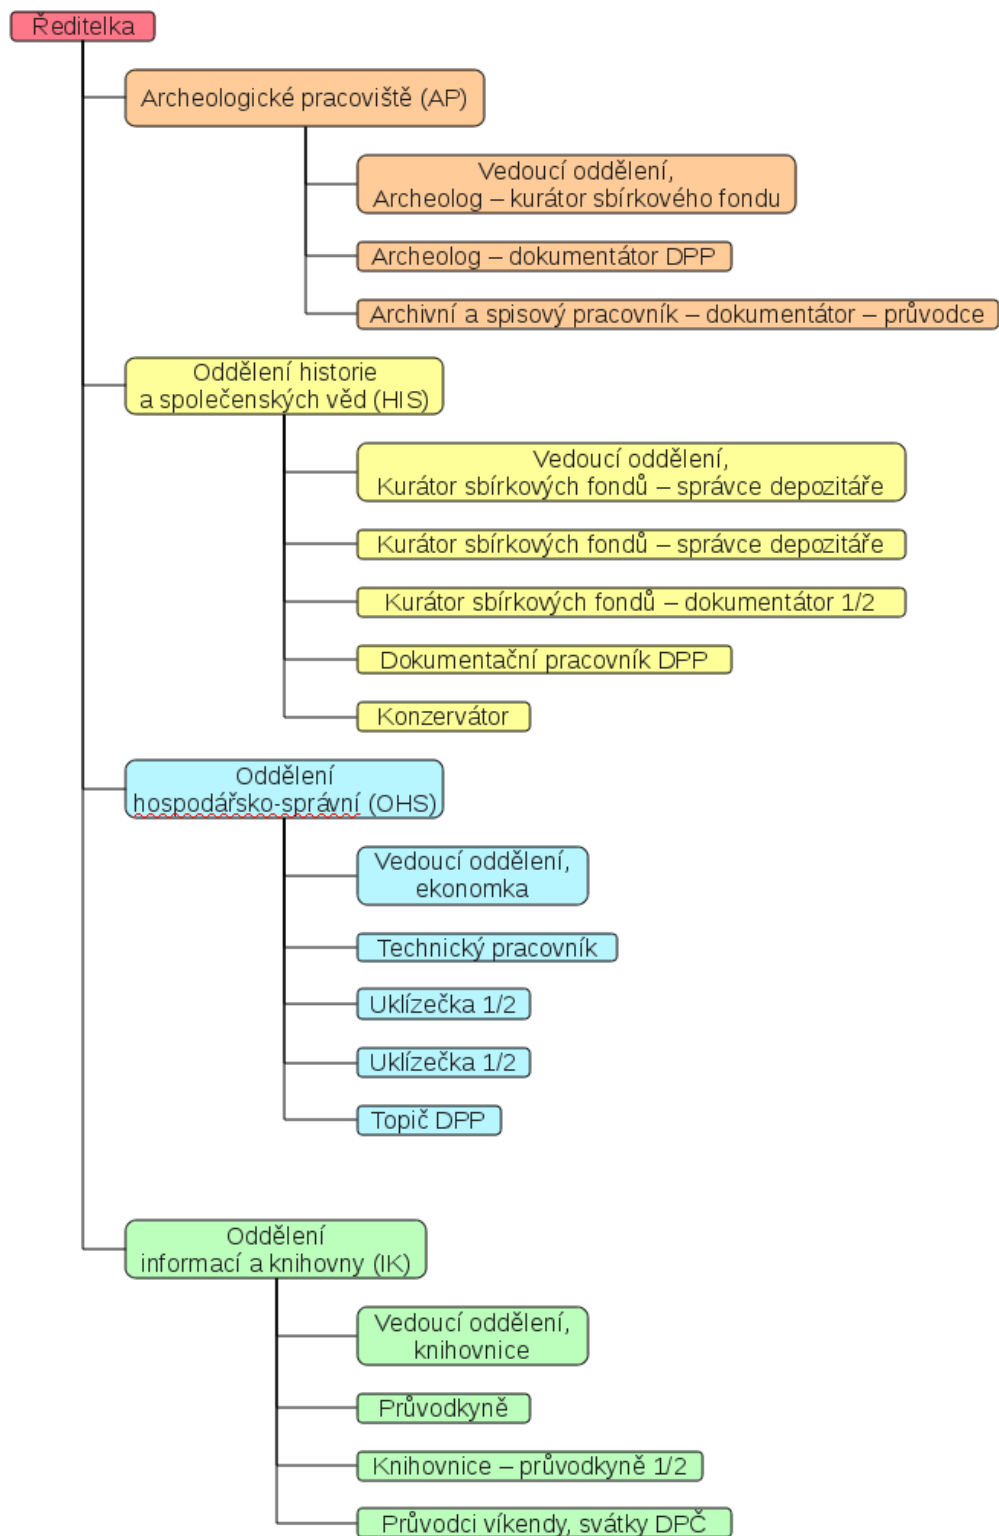 Ředitelka
Archeologické pracoviště (AP)
Vedoucí oddělení,
Archeolog – kurátor sbírkového fondu
Archeolog – dokumentátor DPP
Archivní a spisový pracovník – dokumentátor – průvodce
Oddělení historie
a společenských věd (HIS)
Vedoucí oddělení,
Kurátor sbírkových fondů – správce depozitáře
Kurátor sbírkových fondů – správce depozitáře
Kurátor sbírkových fondů – dokumentátor 1/2
Dokumentační pracovník DPP
Konzervátor
Oddělení
hospodářsko-správní (OHS)
Vedoucí oddělení,
ekonomka
Technický pracovník
Uklízečka 1/2
Uklízečka 1/2
Topič DPP
Oddělení
informací a knihovny (IK)
Vedoucí oddělení,
knihovnice
Průvodkyně
Knihovnice – průvodkyně 1/2
Průvodci víkendy, svátky DPČ